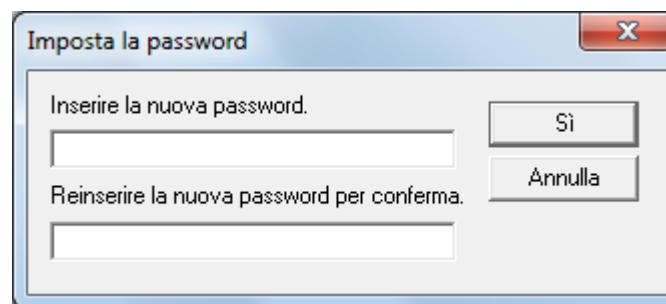 Imposta la password
Inserire la nuova password.
Sì
Annulla
Reinserire la nuova password per conferma.